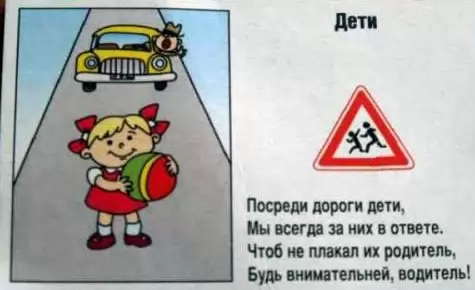 Дети
Посреди дороги дети,
Мы всегда за них в ответе.
Чтоб не плакал их родитель,
Будь внимательней, водитель!